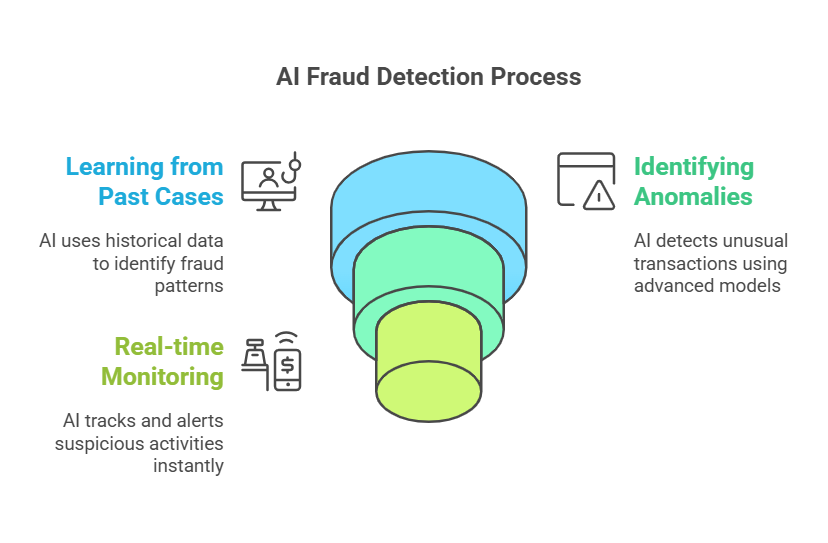 AI Fraud Detection Process
Learning from
Past Cases
AI uses historical data
to identify fraud
patterns
Identifying
Anomalies
AI detects unusual
transactions using
advanced models
Real-time
Monitoring
AI tracks and alerts
suspicious activities
instantly
$